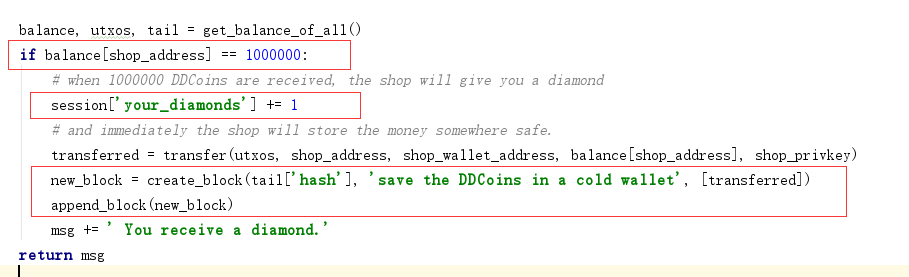 balance, utxos, tail = get_balance_of_all()
if balance[shop_address] == 1000000:
# when 1000000 DDCoins are received, the shop will give you a diamond
session['your_diamonds'] += 1
# and immediately the shop will store the money somewhere safe.
transferred = transfer(utxos, shop_address, shop_wallet_address, balance[shop_address], shop_privkey)
new_block = create_block(tail['hash'], 'save the DDCoins in a cold wallet', [transferred])
append_block(new_block)
msg += ' You receive a diamond.'
return msg